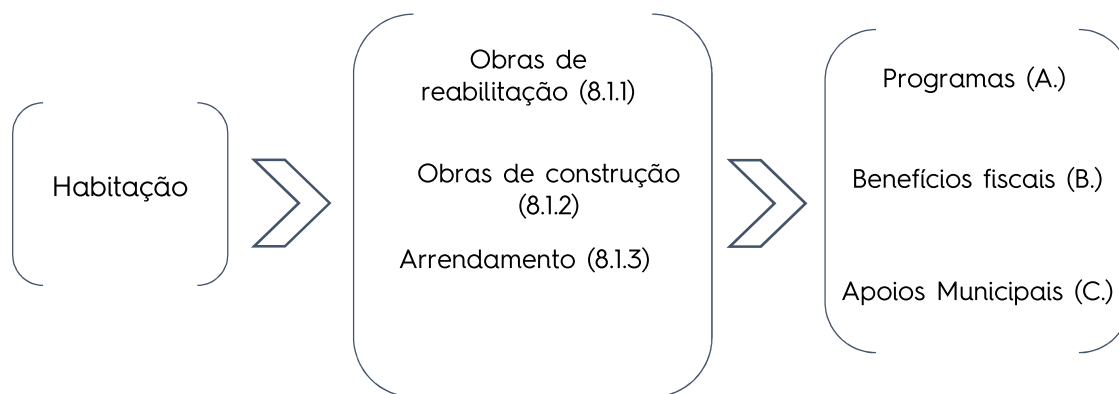 Habitação
Obras de
reabilitação (8.1.1)
Obras de construção
(8.1.2)
Arrendamento (8.1.3)
Programas (A.)
Benefícios fiscais (B.)
Apoios Municipais (C.)